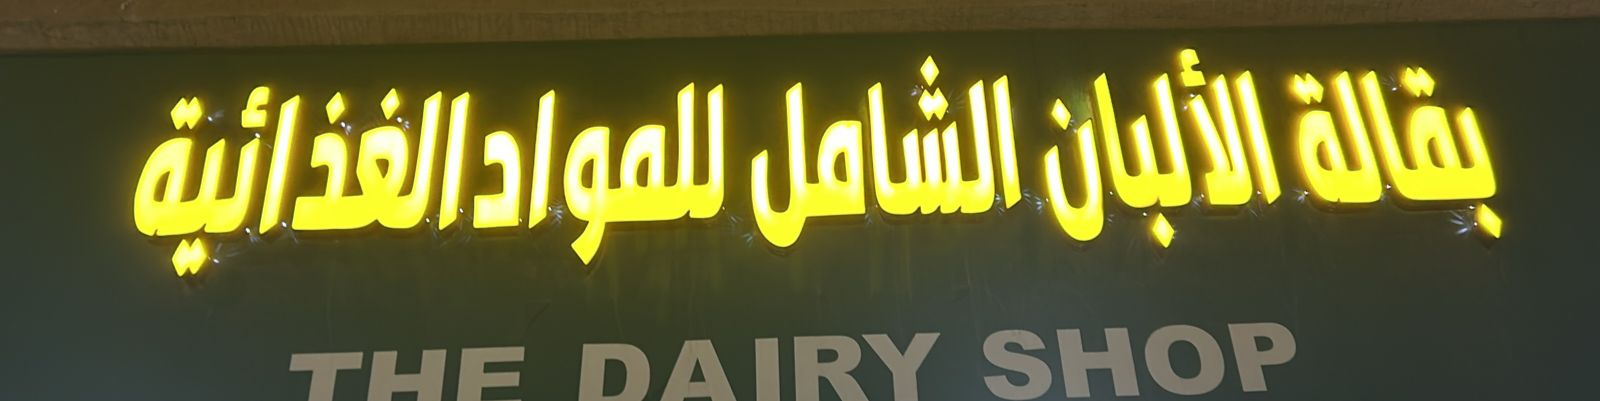 بقالة الألبان الشامل للمواد الغذائية
THE DAIRY SHOP